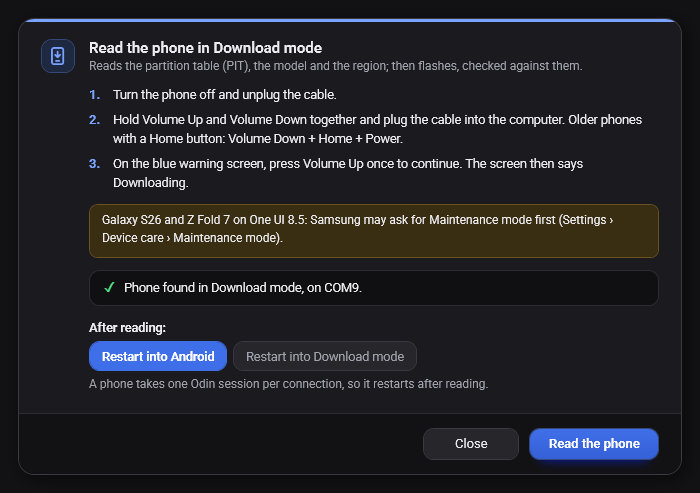 Read the phone in Download mode
Reads the partition table (PIT), the model and the region; then flashes, checked against them.
1. Turn the phone off and unplug the cable.
2. Hold Volume Up and Volume Down together and plug the cable into the computer. Older phones
with a Home button: Volume Down + Home + Power.
3. On the blue warning screen, press Volume Up once to continue. The screen then says
Downloading.
Galaxy S26 and Z Fold 7 on One UI 8.5: Samsung may ask for Maintenance mode first (Settings ›
Device care › Maintenance mode).
✓ Phone found in Download mode, on COM9.
After reading:
Restart into Android Restart into Download mode
A phone takes one Odin session per connection, so it restarts after reading.
Close Read the phone